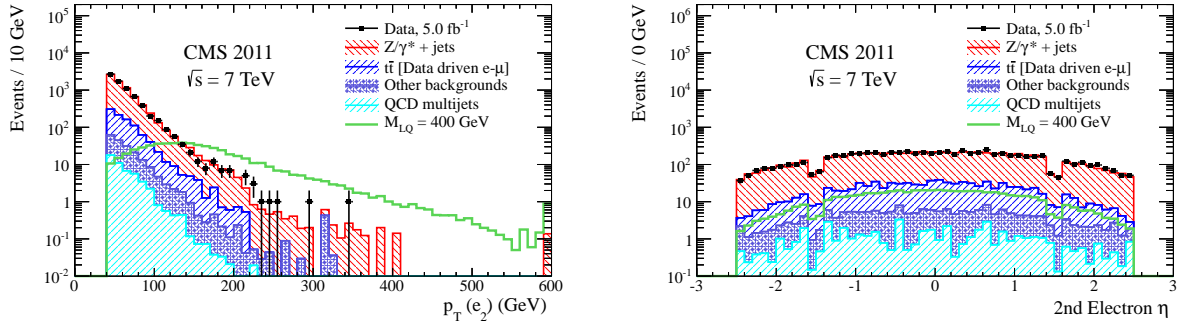 Events / 10 GeV
10⁵
10⁴
10³
10²
10
1
10⁻¹
10⁻²
CMS 2011
√s = 7 TeV
Data, 5.0 fb⁻¹
Z/γ* + jets
tt̄ [Data driven e-μ]
Other backgrounds
QCD multijets
M_LQ = 400 GeV
0 100 200 300 400 500 600
p_T (e₂) (GeV)
Events / 0 GeV
10⁶
10⁵
10⁴
10³
10²
10
1
10⁻¹
CMS 2011
√s = 7 TeV
Data, 5.0 fb⁻¹
Z/γ* + jets
tt̄ [Data driven e-μ]
Other backgrounds
QCD multijets
M_LQ = 400 GeV
-3 -2 -1 0 1 2 3
2nd Electron η